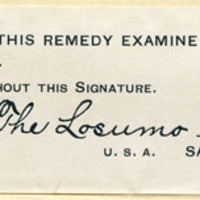 THIS REMEDY EXAMINE
HOUT THIS SIGNATURE.
The Losumo
U. S. A. SA